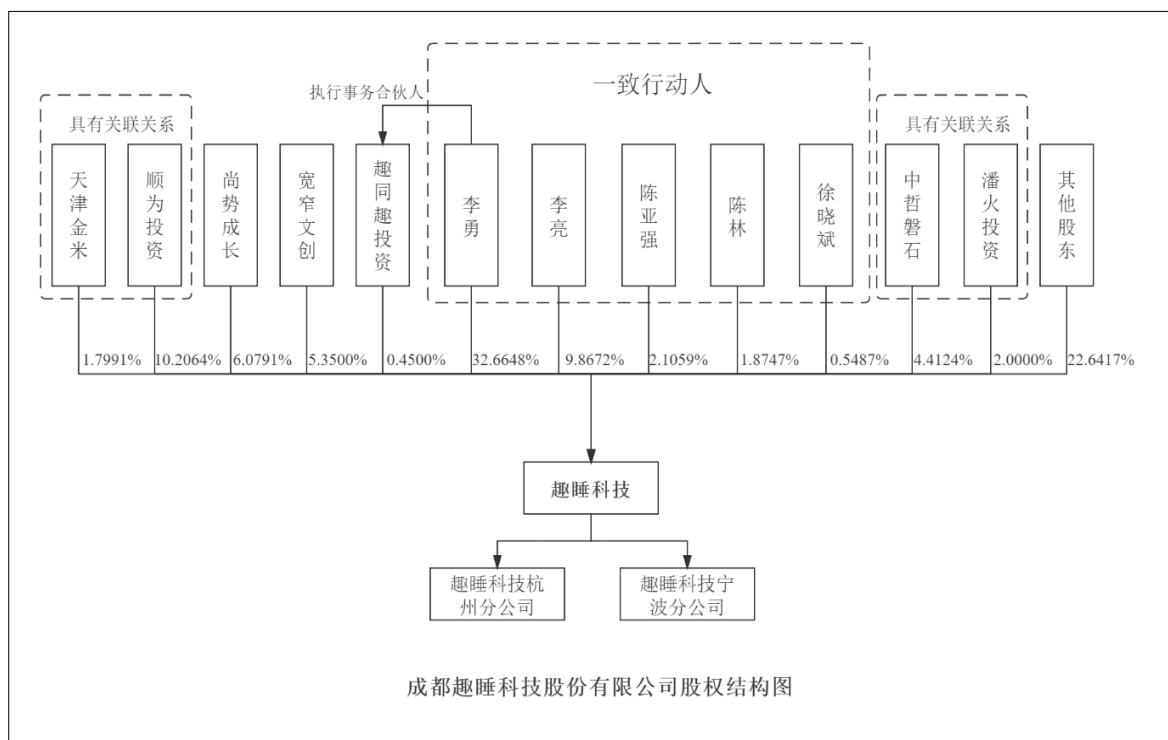 一致行动人
执行事务合伙人
具有关联关系
具有关联关系
天津金米
顺为投资
尚势成长
宽窄文创
趣同趣投资
李勇
李亮
陈亚强
陈林
徐晓斌
中哲磐石
潘火投资
其他股东
1.7991%
10.2064%
6.0791%
5.3500%
0.4500%
32.6648%
9.8672%
2.1059%
1.8747%
0.5487%
4.4124%
2.0000%
22.6417%
趣睡科技
趣睡科技杭
州分公司
趣睡科技宁
波分公司
成都趣睡科技股份有限公司股权结构图